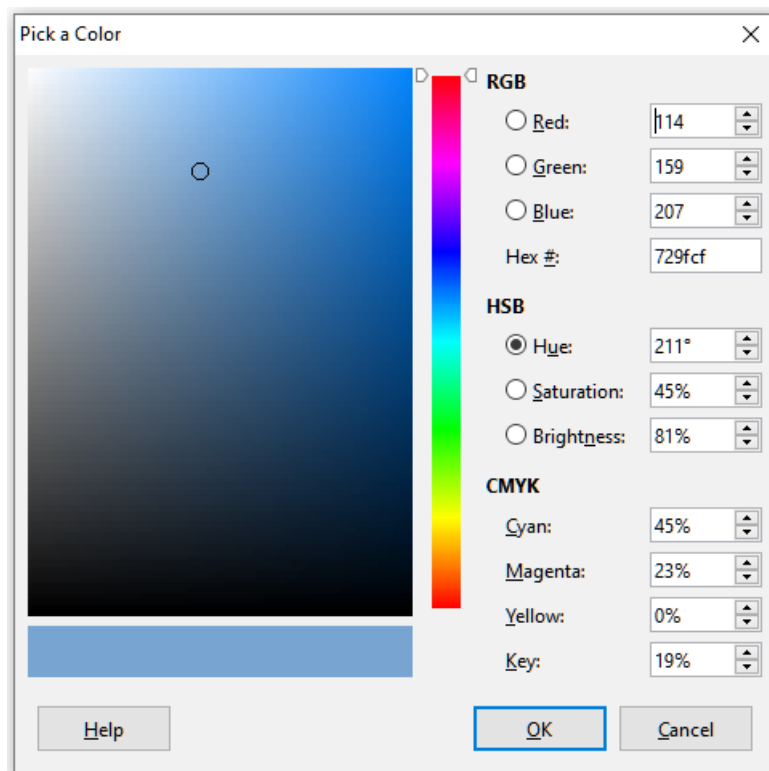 Pick a Color
RGB
Red: 114
Green: 159
Blue: 207
Hex #: 729fcf
HSB
Hue: 211°
Saturation: 45%
Brightness: 81%
CMYK
Cyan: 45%
Magenta: 23%
Yellow: 0%
Key: 19%
Help OK Cancel